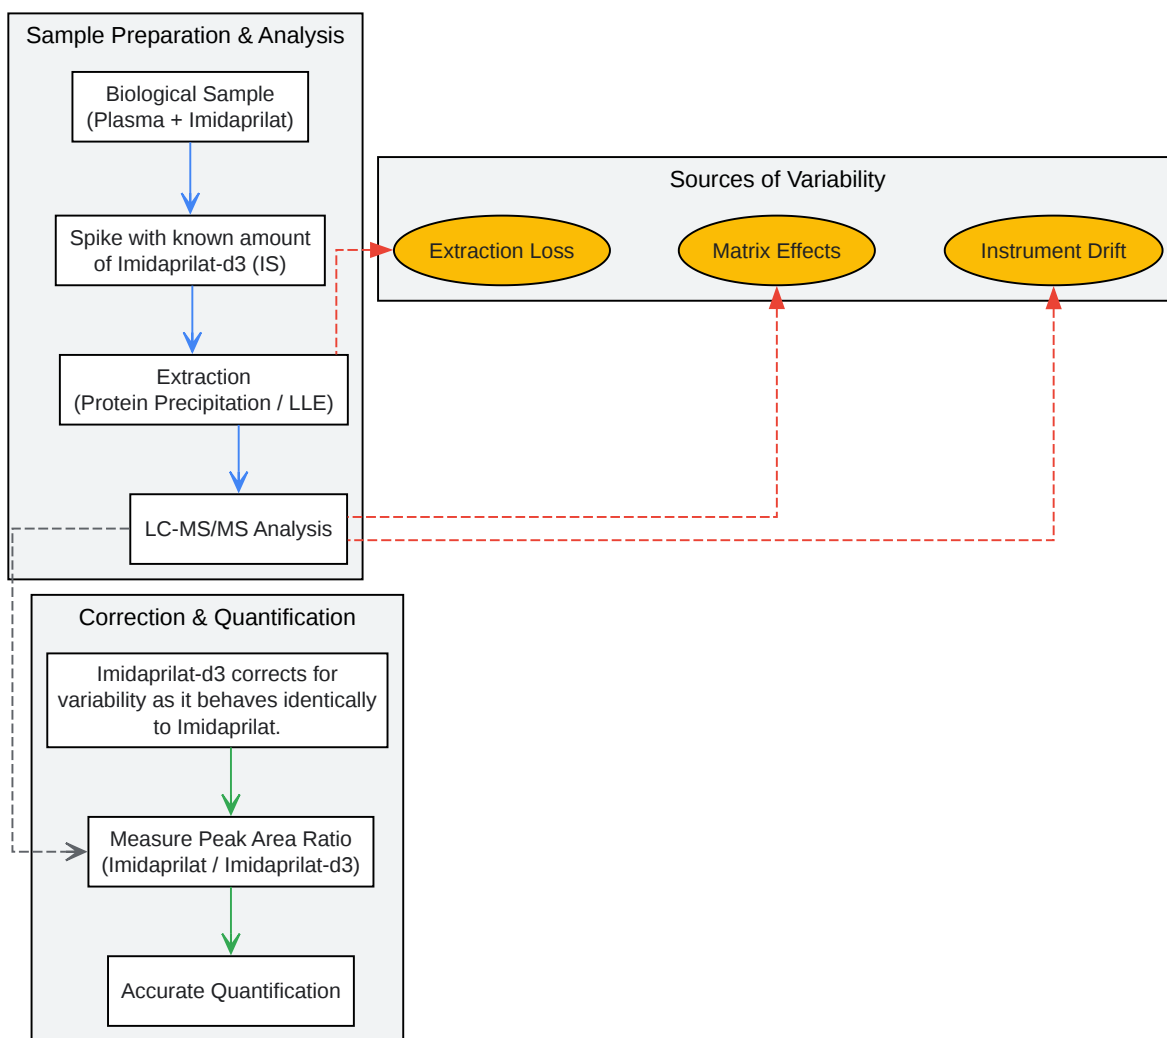 Sample Preparation & Analysis
Biological Sample
(Plasma + Imidaprilat)
Spike with known amount
of Imidaprilat-d3 (IS)
Extraction
(Protein Precipitation / LLE)
LC-MS/MS Analysis
Sources of Variability
Extraction Loss
Matrix Effects
Instrument Drift
Correction & Quantification
Imidaprilat-d3 corrects for
variability as it behaves identically
to Imidaprilat.
Measure Peak Area Ratio
(Imidaprilat / Imidaprilat-d3)
Accurate Quantification